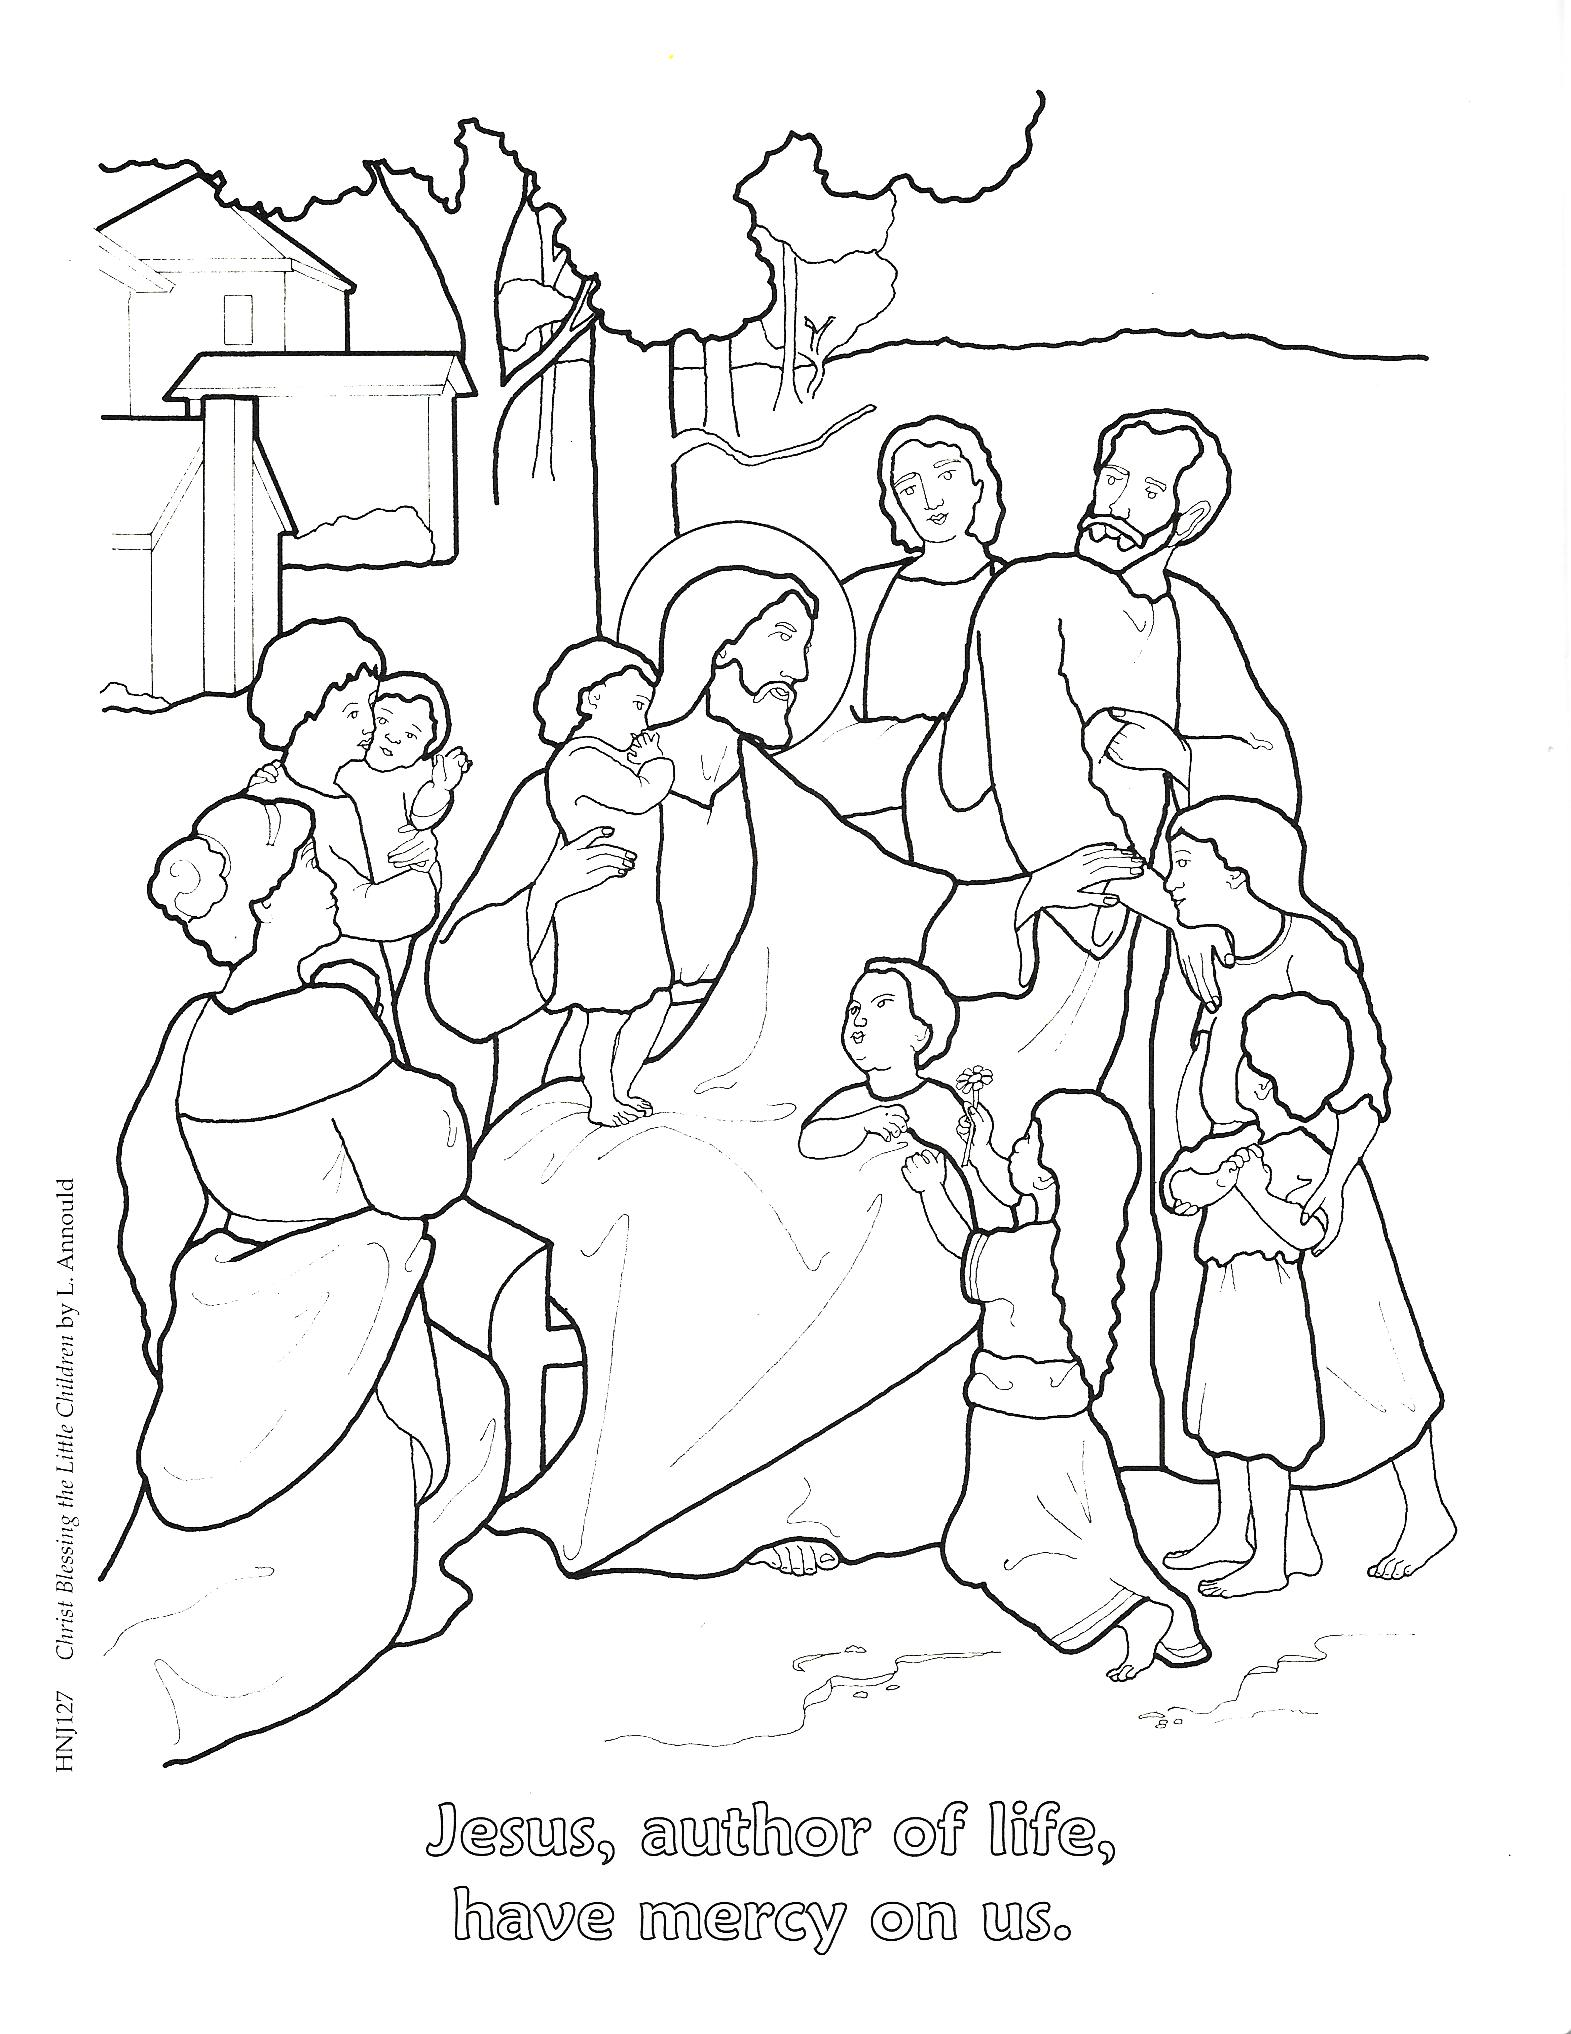 HNJ127 Christ Blessing the Little Children by L. Annould
Jesus, author of life,
have mercy on us.